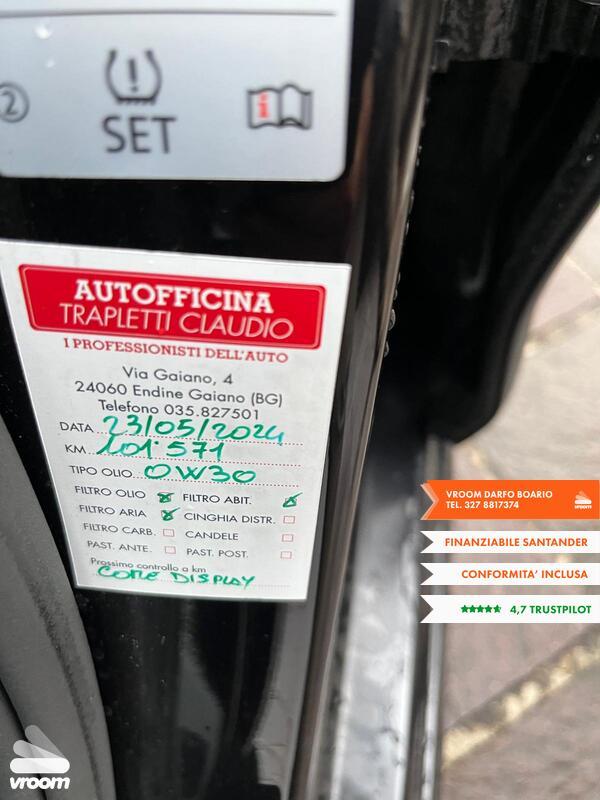 ②
SET
i
AUTOFFICINA
TRAPLETTI CLAUDIO
I PROFESSIONISTI DELL'AUTO
Via Gaiano, 4
24060 Endine Gaiano (BG)
Telefono 035.827501
DATA 23/05/2024
KM 101.571
TIPO OLIO 0W30
FILTRO OLIO FILTRO ABIT.
FILTRO ARIA CINGHIA DISTR.
FILTRO CARB. CANDELE
PAST. ANTE. PAST. POST.
Prossimo controllo a km
COME DISPLAY
VROOM DARFO BOARIO
TEL. 327 8817374
vroom
FINANZIABILE SANTANDER
CONFORMITA' INCLUSA
4,7 TRUSTPILOT
vroom